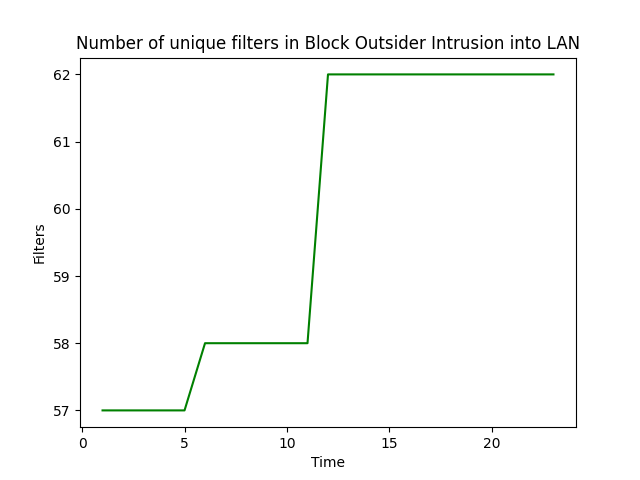 Number of unique filters in Block Outsider Intrusion into LAN
62
61
60
59
58
57
Filters
0 5 10 15 20
Time